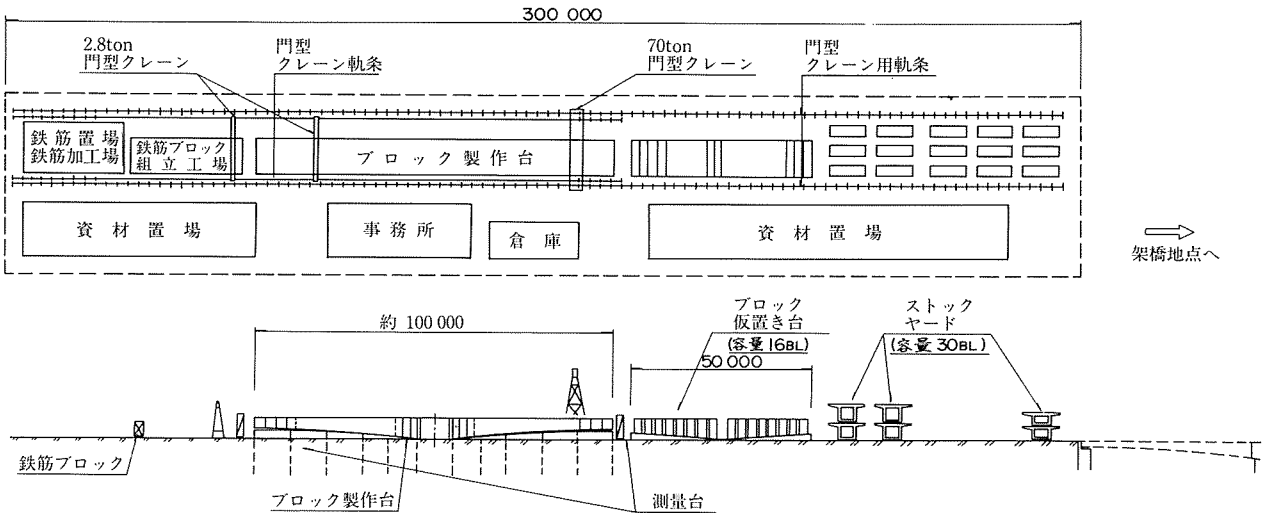 300 000
2.8ton
門型クレーン
門型
クレーン軌条
70ton
門型クレーン
門型
クレーン用軌条
鉄筋置場
鉄筋加工場
鉄筋ブロック
組立工場
ブロック製作台
資材置場
事務所
倉庫
資材置場
架橋地点へ
約 100 000
ブロック
仮置き台
(容量16BL)
50 000
ストック
ヤード
(容量30BL)
鉄筋ブロック
ブロック製作台
測量台